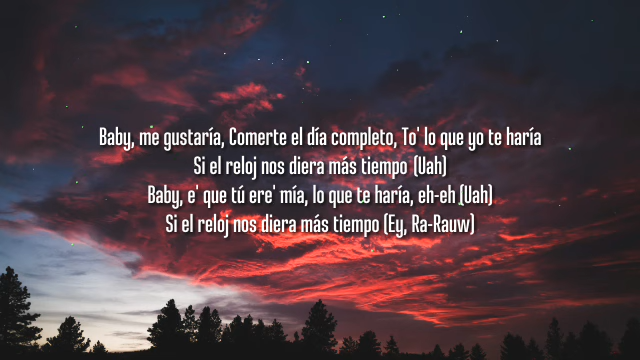 Baby, me gustaría, Comerte el día completo, To' lo que yo te haría
Si el reloj nos diera más tiempo (Uah)
Baby, e' que tú ere' mía, lo que te haría, eh-eh (Uah)
Si el reloj nos diera más tiempo (Ey, Ra-Rauw)